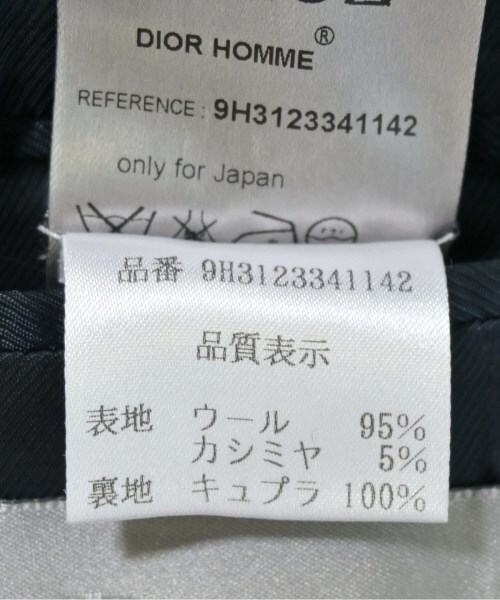 DIOR HOMME®
REFERENCE : 9H3123341142
only for Japan
品番 9H3123341142
品質表示
表地 ウール 95%
カシミヤ 5%
裏地 キュプラ 100%